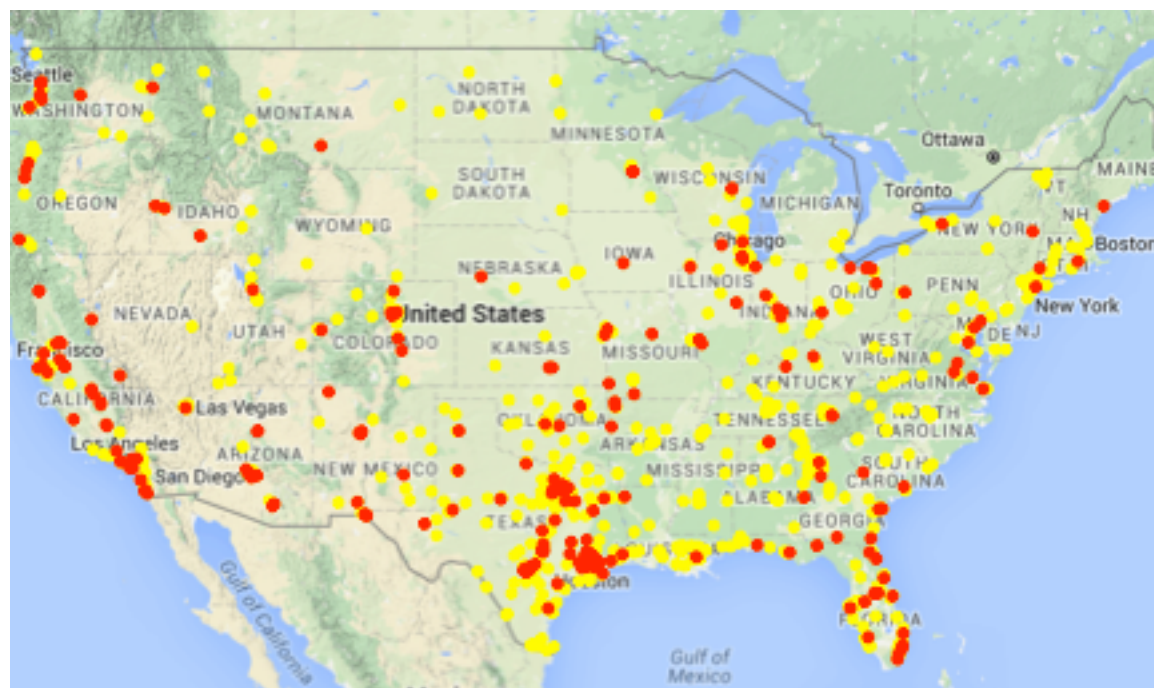 Seattle
WASHINGTON
MONTANA
NORTH
DAKOTA
MINNESOTA
Ottawa
OREGON
IDAHO
SOUTH
DAKOTA
WISCONSIN
MICHIGAN
Toronto
VT
MAINE
NH
WYOMING
IOWA
Chicago
NEW YORK
Boston
NEBRASKA
ILLINOIS
OHIO
PENN
NEVADA
UTAH
United States
COLORADO
KANSAS
MISSOURI
INDIANA
WEST
VIRGINIA
DE
NJ
New York
CALIFORNIA
Las Vegas
KENTUCKY
VIRGINIA
Los Angeles
San Diego
ARIZONA
NEW MEXICO
OKLAHOMA
ARKANSAS
TENNESSEE
NORTH
CAROLINA
MISSISSIPPI
ALABAMA
SOUTH
CAROLINA
TEXAS
GEORGIA
Houston
FLORIDA
Gulf of California
Gulf of
Mexico